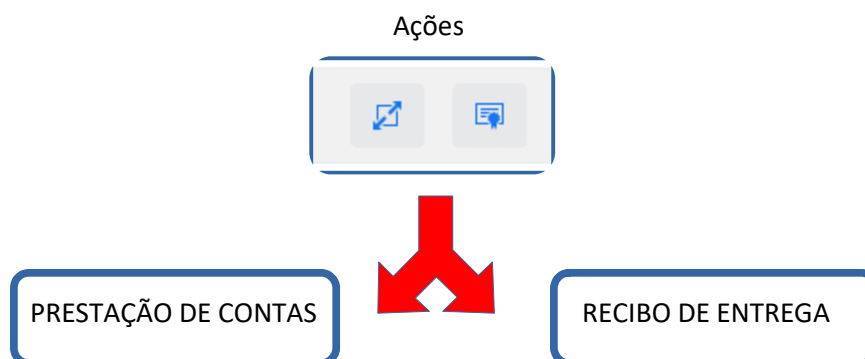 Ações
PRESTAÇÃO DE CONTAS
RECIBO DE ENTREGA